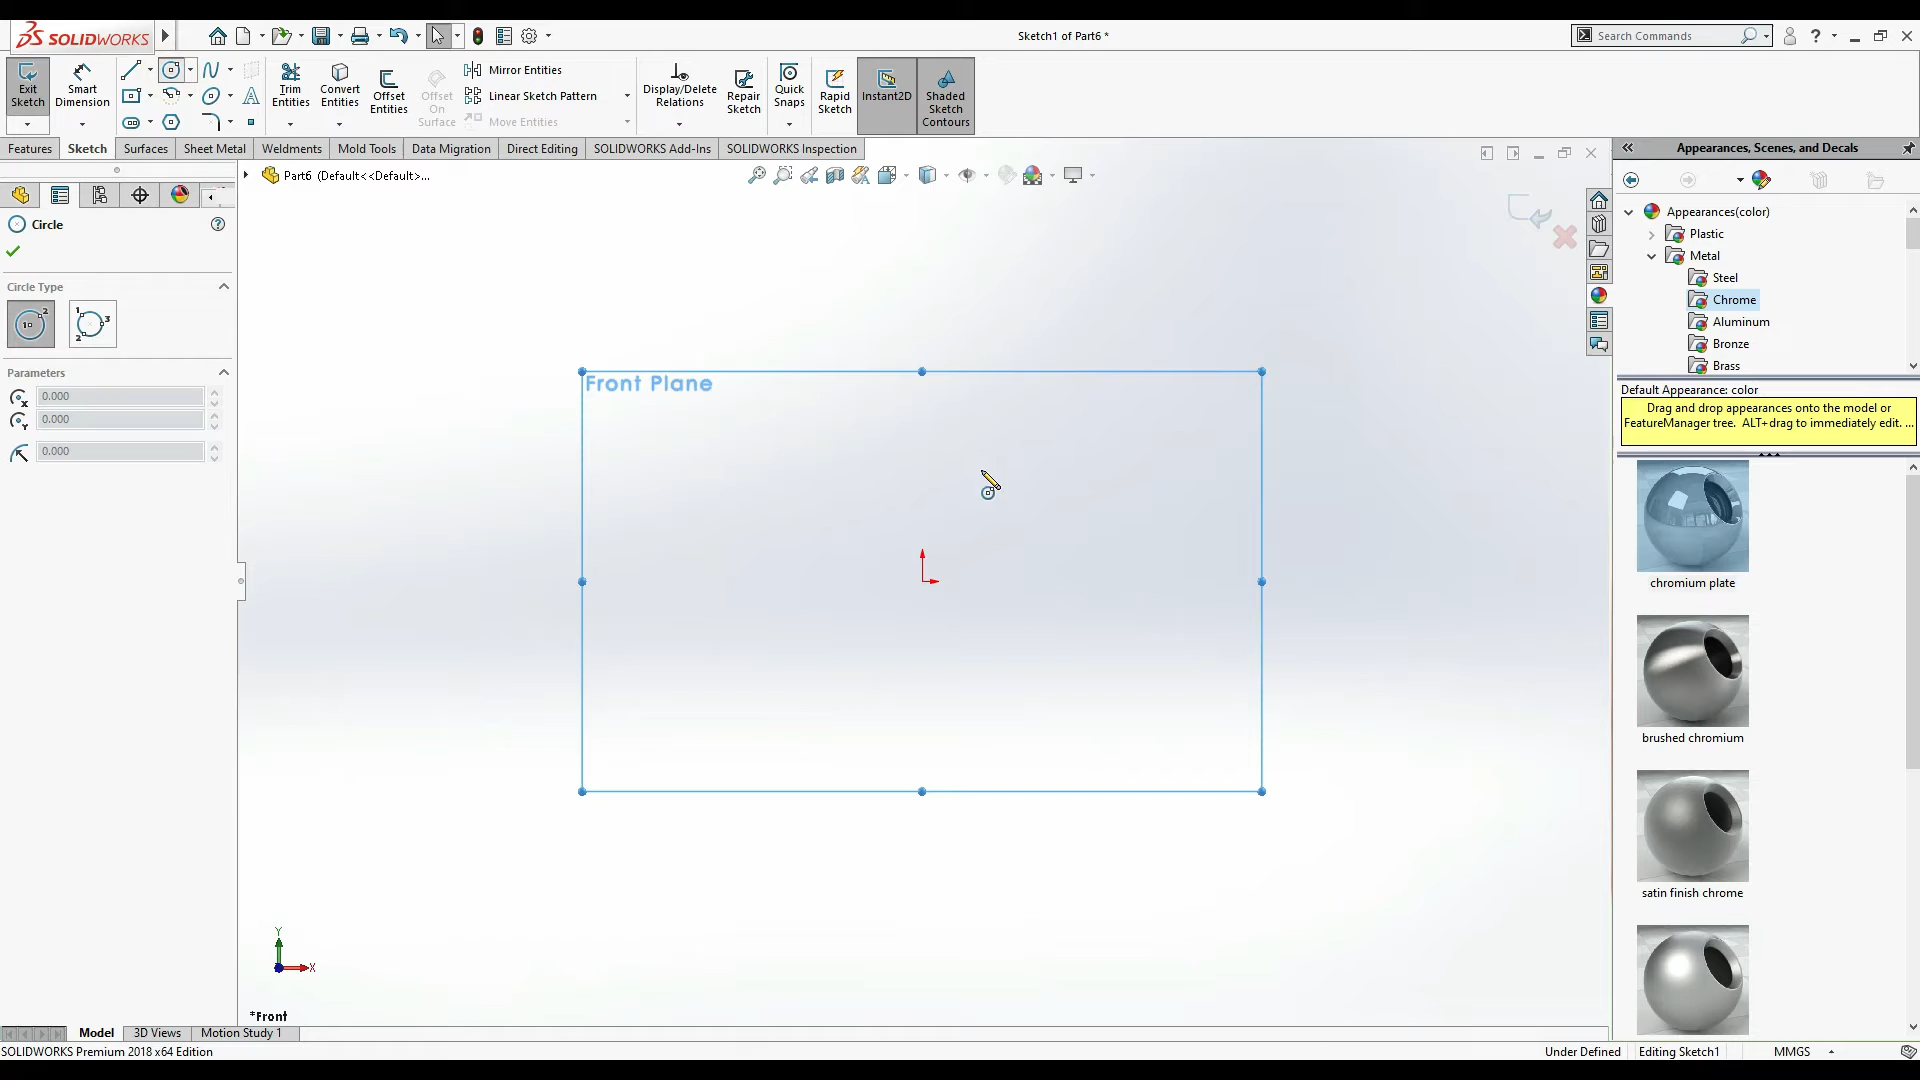 SOLIDWORKS
Sketch1 of Part6 *
Search Commands
Exit
Sketch
Smart
Dimension
Trim
Entities
Convert
Entities
Offset
Entities
Offset
On
Surface
Mirror Entities
Linear Sketch Pattern
Move Entities
Display/Delete
Relations
Repair
Sketch
Quick
Snaps
Rapid
Sketch
Instant2D
Shaded
Sketch
Contours
Features
Sketch
Surfaces
Sheet Metal
Weldments
Mold Tools
Data Migration
Direct Editing
SOLIDWORKS Add-Ins
SOLIDWORKS Inspection
Part6 (Default<<Default>...
Circle
Circle Type
Parameters
0.000
0.000
0.000
Front Plane
Y
X
*Front
Appearances, Scenes, and Decals
Appearances(color)
Plastic
Metal
Steel
Chrome
Aluminum
Bronze
Brass
Default Appearance: color
Drag and drop appearances onto the model or
FeatureManager tree. ALT+drag to immediately edit. ...
chromium plate
brushed chromium
satin finish chrome
Model
3D Views
Motion Study 1
SOLIDWORKS Premium 2018 x64 Edition
Under Defined
Editing Sketch1
MMGS